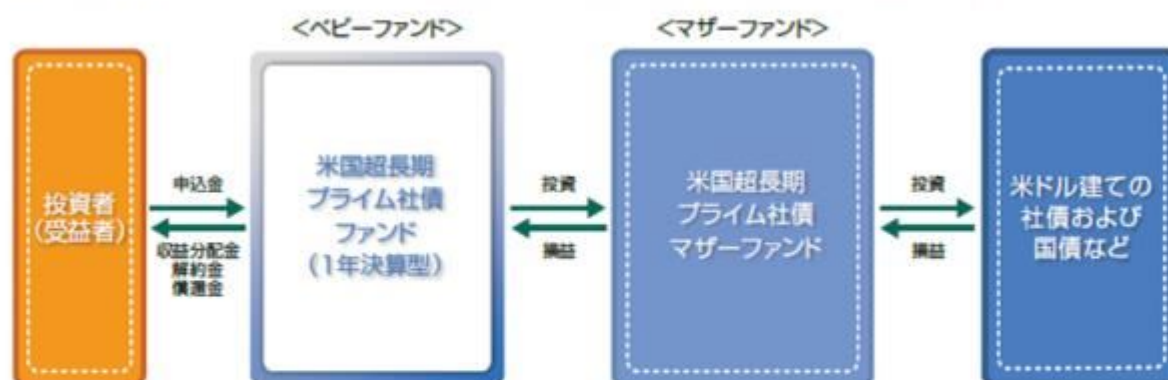 <ベビーファンド>
<マザーファンド>
投資者
(受益者)
申込金
収益分配金
解約金
償還金
米国超長期
プライム社債
ファンド
(1年決算型)
投資
損益
米国超長期
プライム社債
マザーファンド
投資
損益
米ドル建ての
社債および
国債など